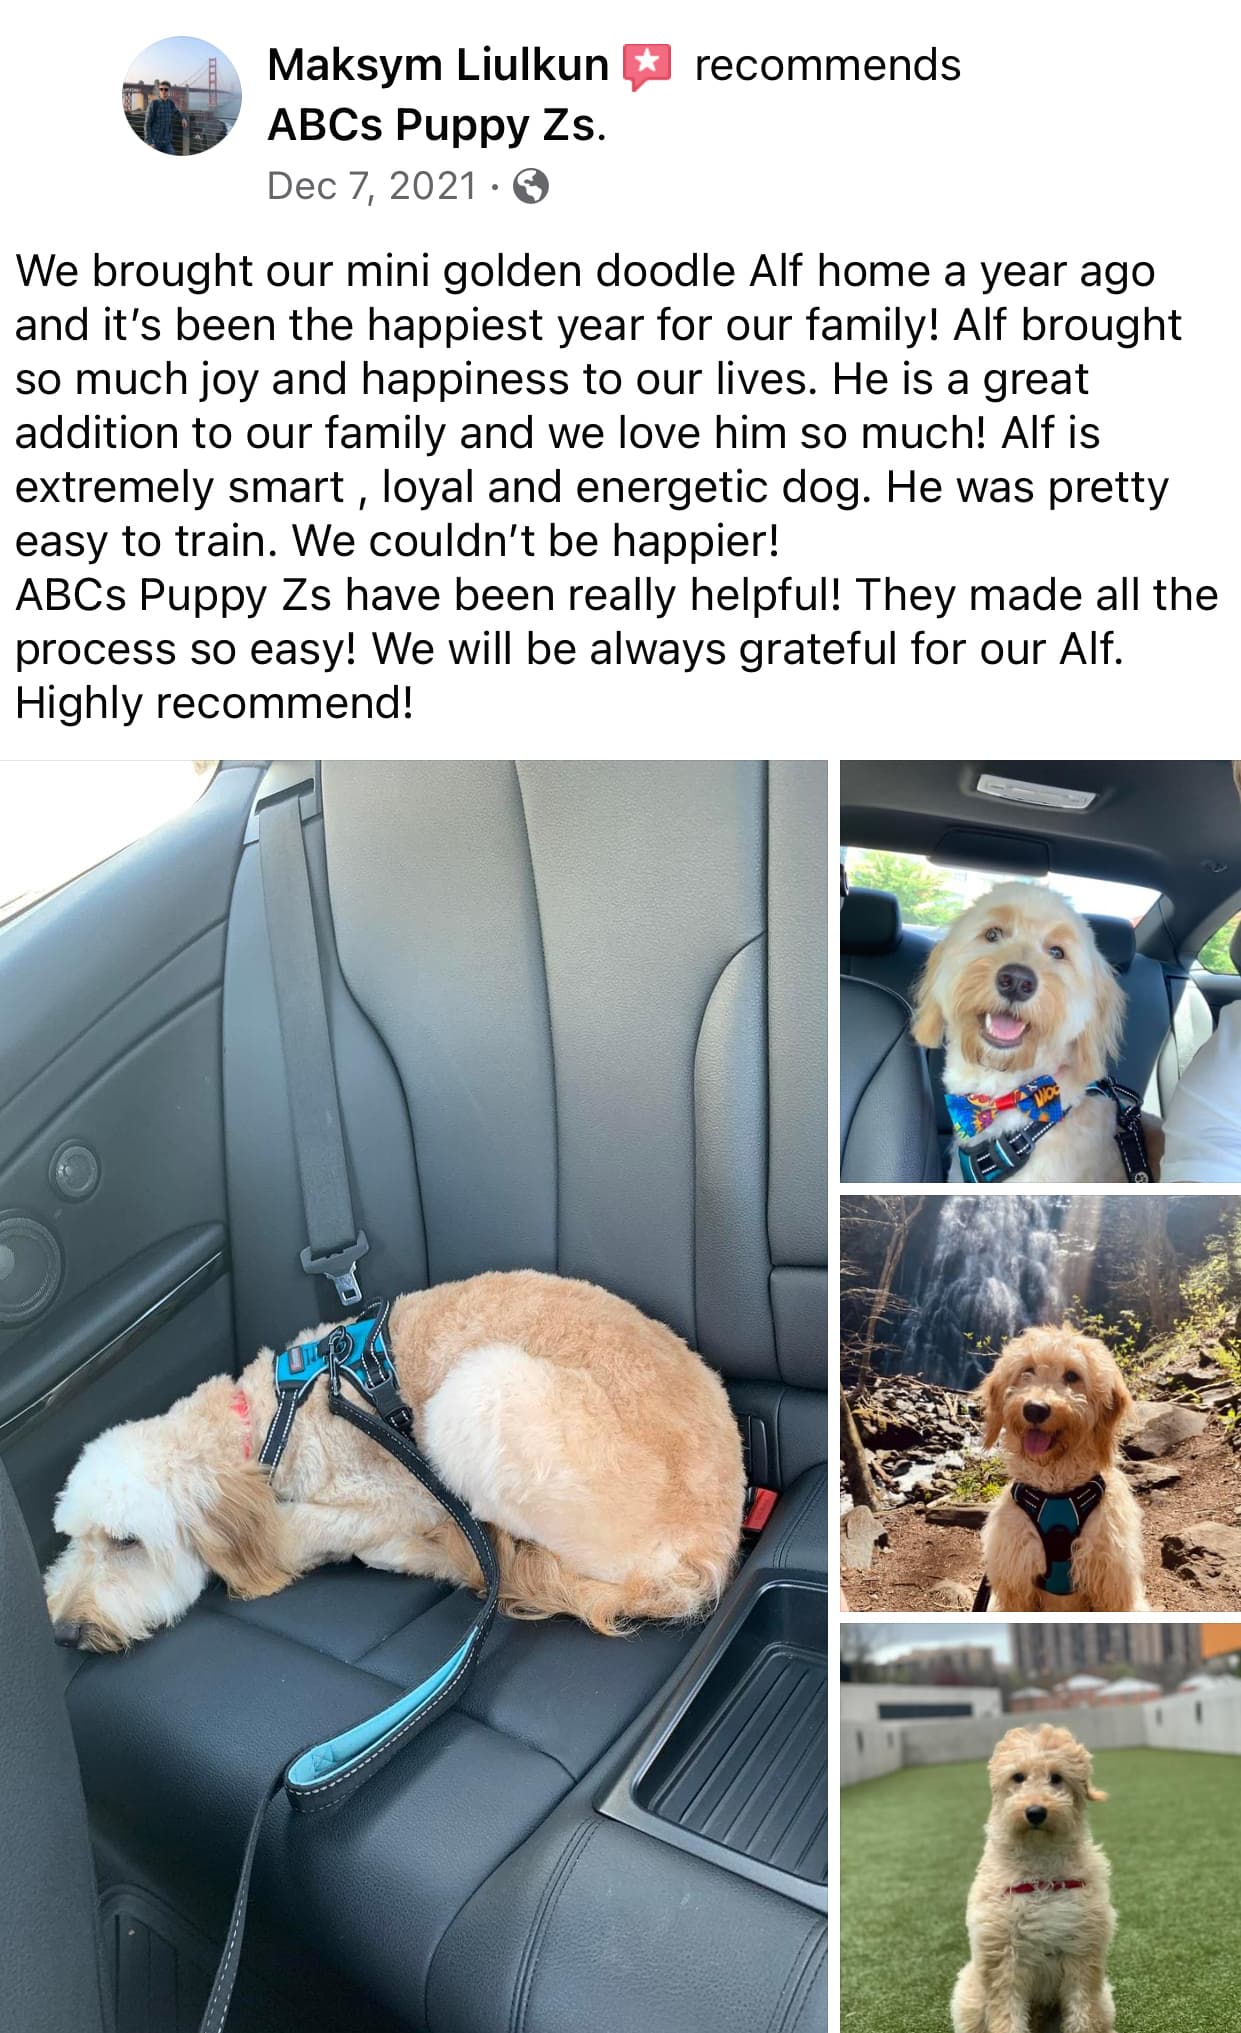 Maksym Liulkun recommends
ABCs Puppy Zs.
Dec 7, 2021 ·
We brought our mini golden doodle Alf home a year ago
and it’s been the happiest year for our family! Alf brought
so much joy and happiness to our lives. He is a great
addition to our family and we love him so much! Alf is
extremely smart , loyal and energetic dog. He was pretty
easy to train. We couldn’t be happier!
ABCs Puppy Zs have been really helpful! They made all the
process so easy! We will be always grateful for our Alf.
Highly recommend!